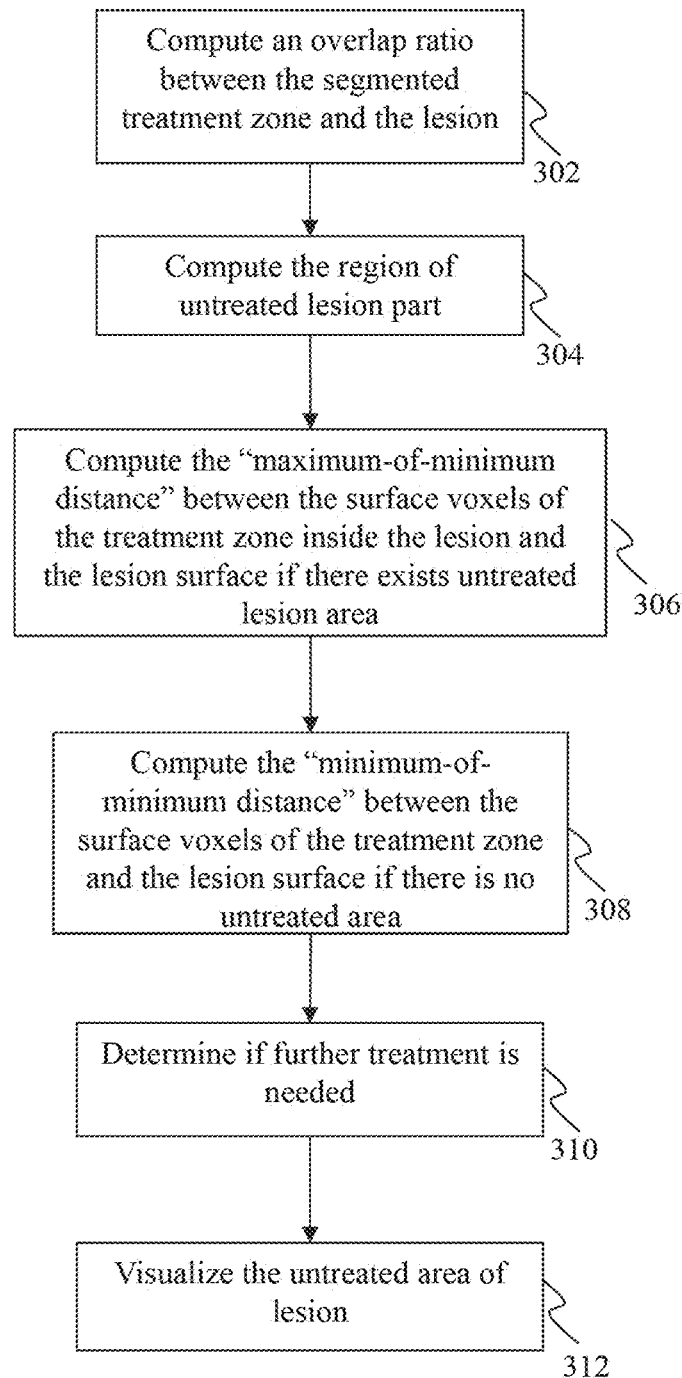 Compute an overlap ratio
between the segmented
treatment zone and the lesion
302
Compute the region of
untreated lesion part
304
Compute the “maximum-of-minimum
distance” between the surface voxels of
the treatment zone inside the lesion and
the lesion surface if there exists untreated
lesion area
306
Compute the “minimum-of-
minimum distance” between the
surface voxels of the treatment zone
and the lesion surface if there is no
untreated area
308
Determine if further treatment is
needed
310
Visualize the untreated area of
lesion
312